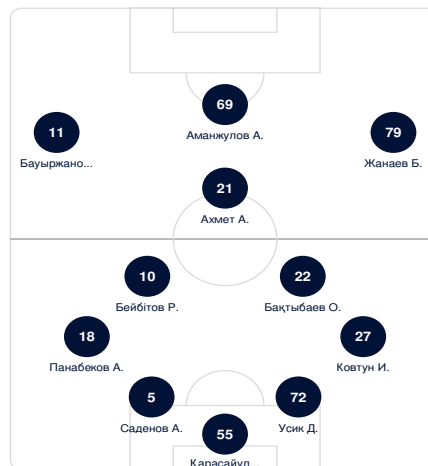 69
Аманжулов А.
11
Бауыржано...
79
Жанаев Б.
21
Ахмет А.
10
Бейбітов Р.
22
Бақтыбаев О.
18
Панабеков А.
27
Ковтун И.
5
Саденов А.
72
Усик Д.
55
Карасайул...